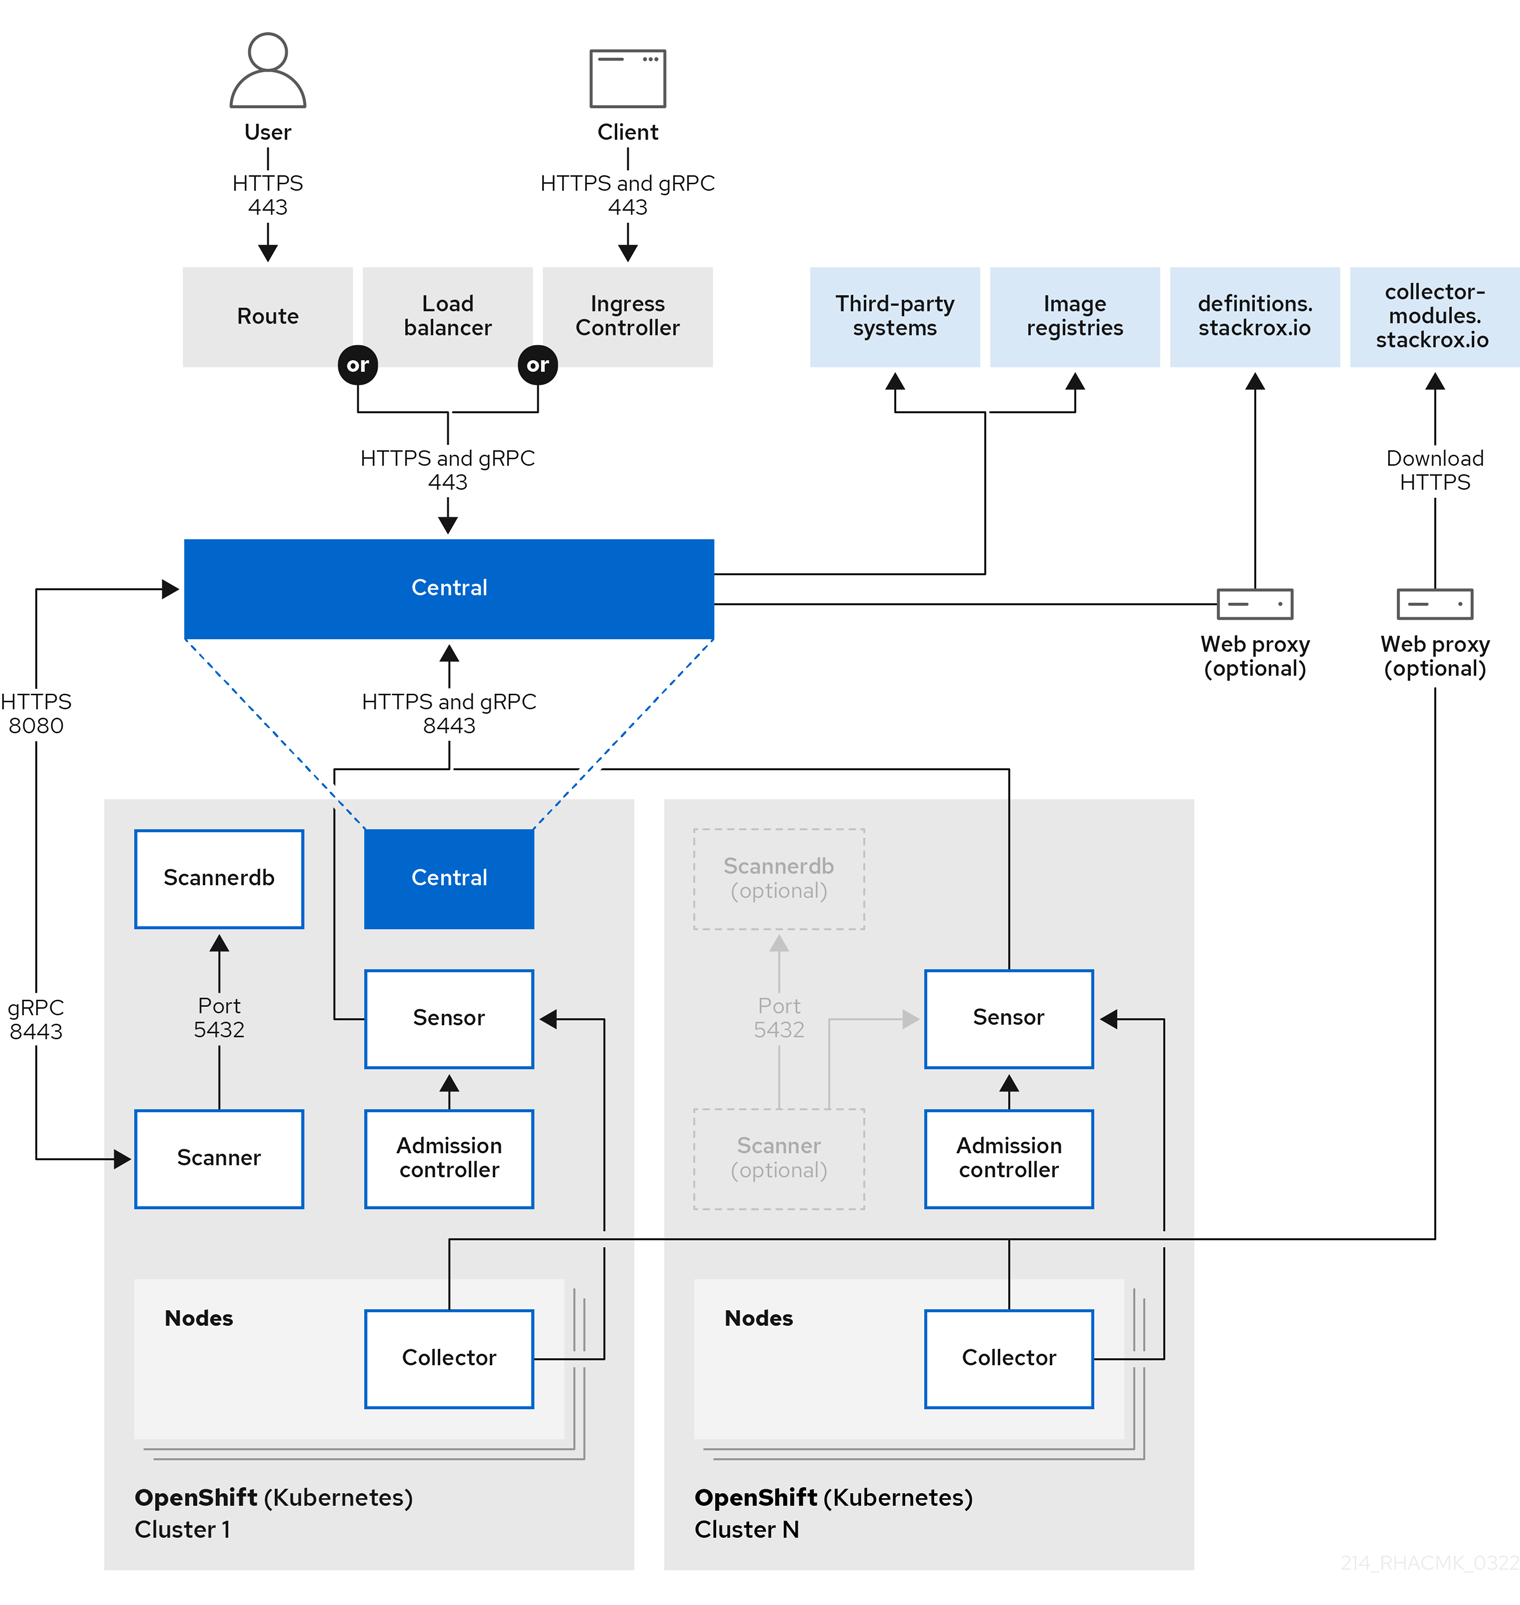 User
Client
HTTPS
443
HTTPS and gRPC
443
Route
Load
balancer
Ingress
Controller
or
or
Third-party
systems
Image
registries
definitions.
stackrox.io
collector-
modules.
stackrox.io
HTTPS and gRPC
443
Download
HTTPS
Central
Web proxy
(optional)
Web proxy
(optional)
HTTPS
8080
HTTPS and gRPC
8443
Scannerdb
Central
Scannerdb
(optional)
gRPC
8443
Port
5432
Sensor
Port
5432
Sensor
Scanner
Admission
controller
Scanner
(optional)
Admission
controller
Nodes
Collector
Nodes
Collector
OpenShift (Kubernetes)
Cluster 1
OpenShift (Kubernetes)
Cluster N
214_RHACMK_0322